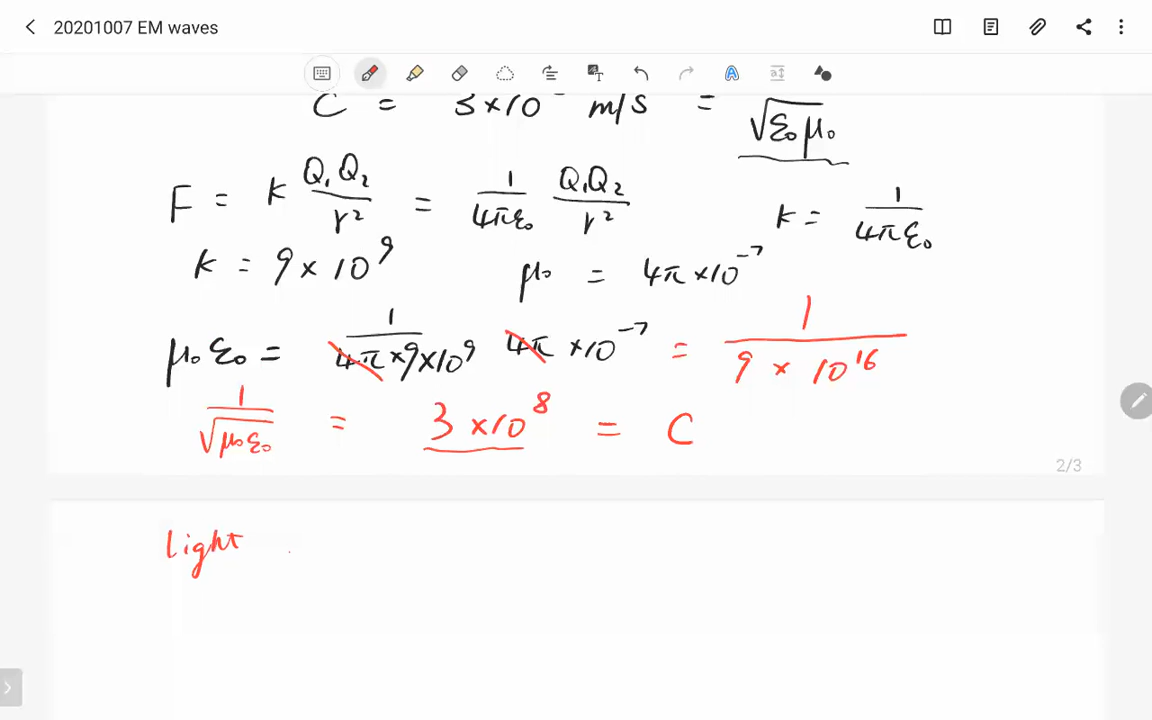 20201007 EM waves
C = 3×10 m/s = √ε₀μ₀
F = k Q₁Q₂/r² = 1/4πε₀ Q₁Q₂/r² k = 1/4πε₀
k = 9×10⁹ μ₀ = 4π×10⁻⁷
μ₀ε₀ = 1/4π×9×10⁹ 4π×10⁻⁷ = 1/9×10¹⁶
1/√μ₀ε₀ = 3×10⁸ = C
2/3
Light